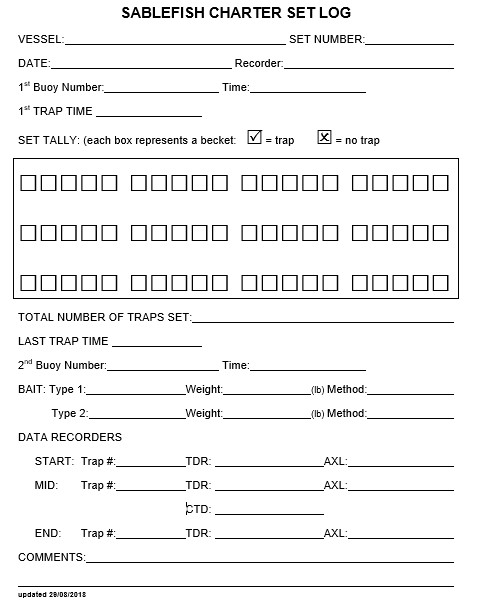 SABLEFISH CHARTER SET LOG
VESSEL: SET NUMBER:
DATE: Recorder:
1st Buoy Number: Time:
1st TRAP TIME
SET TALLY: (each box represents a becket: ☑ = trap ☒ = no trap
TOTAL NUMBER OF TRAPS SET:
LAST TRAP TIME
2nd Buoy Number: Time:
BAIT: Type 1: Weight: (lb) Method:
Type 2: Weight: (lb) Method:
DATA RECORDERS
START: Trap #: TDR: AXL:
MID: Trap #: TDR: AXL:
CTD:
END: Trap #: TDR: AXL:
COMMENTS:
updated 29/08/2018